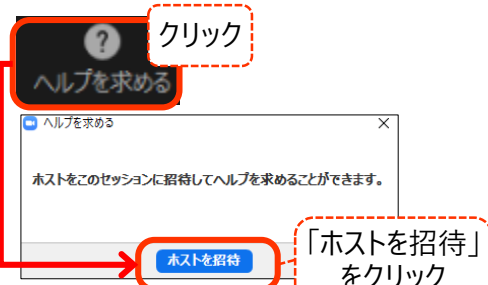 クリック
?
ヘルプを求める
ヘルプを求める
ホストをこのセッションに招待してヘルプを求めることができます。
ホストを招待
「ホストを招待」
をクリック